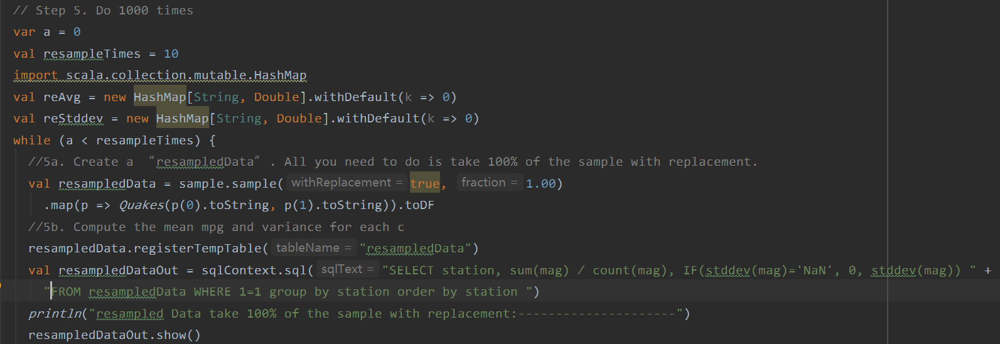 // Step 5. Do 1000 times
var a = 0
val resampleTimes = 10
import scala.collection.mutable.HashMap
val reAvg = new HashMap[String, Double].withDefault(k => 0)
val reStddev = new HashMap[String, Double].withDefault(k => 0)
while (a < resampleTimes) {
//5a. Create a “resampledData”. All you need to do is take 100% of the sample with replacement.
val resampledData = sample.sample( withReplacement = true, fraction = 1.00)
.map(p => Quakes(p(0).toString, p(1).toString)).toDF
//5b. Compute the mean mpg and variance for each c
resampledData.registerTempTable( tableName = "resampledData")
val resampledDataOut = sqlContext.sql( sqlText = "SELECT station, sum(mag) / count(mag), IF(stddev(mag)='NaN', 0, stddev(mag)) " +
"FROM resampledData WHERE 1=1 group by station order by station ")
println("resampled Data take 100% of the sample with replacement:---------------------")
resampledDataOut.show()